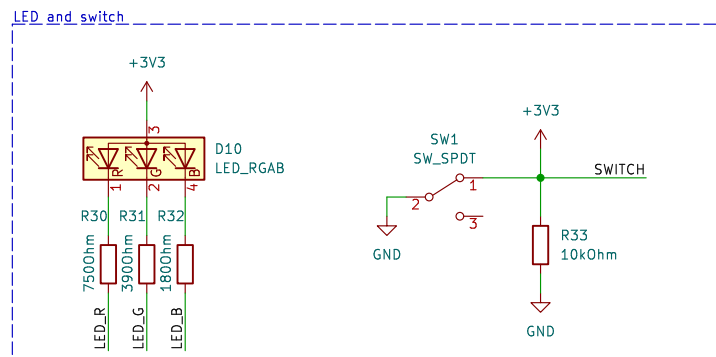 LED and switch
+3V3
3
D10
LED_RGAB
R
G
B
1
2
4
R30
R31
R32
750Ohm
390Ohm
180Ohm
LED_R
LED_G
LED_B
SW1
SW_SPDT
1
2
3
GND
+3V3
SWITCH
R33
10kOhm
GND